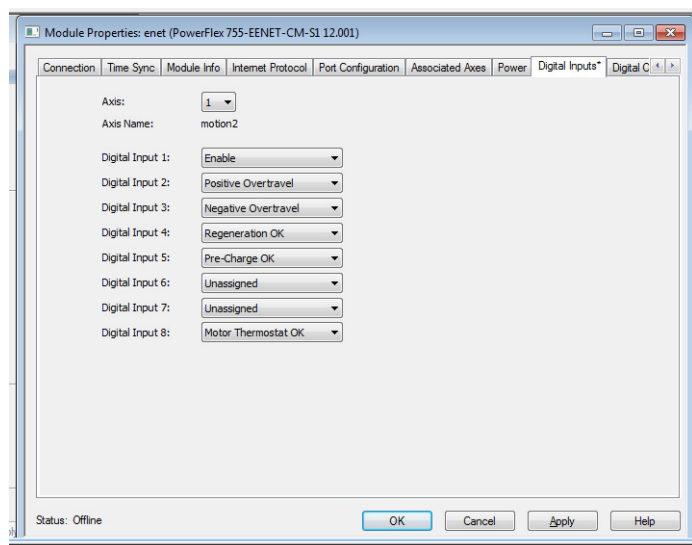 Module Properties: enet (PowerFlex 755-EENET-CM-S1 12.001)
Connection Time Sync Module Info Internet Protocol Port Configuration Associated Axes Power Digital Inputs* Digital C
Axis: 1
Axis Name: motion2
Digital Input 1: Enable
Digital Input 2: Positive Overtravel
Digital Input 3: Negative Overtravel
Digital Input 4: Regeneration OK
Digital Input 5: Pre-Charge OK
Digital Input 6: Unassigned
Digital Input 7: Unassigned
Digital Input 8: Motor Thermostat OK
Status: Offline OK Cancel Apply Help